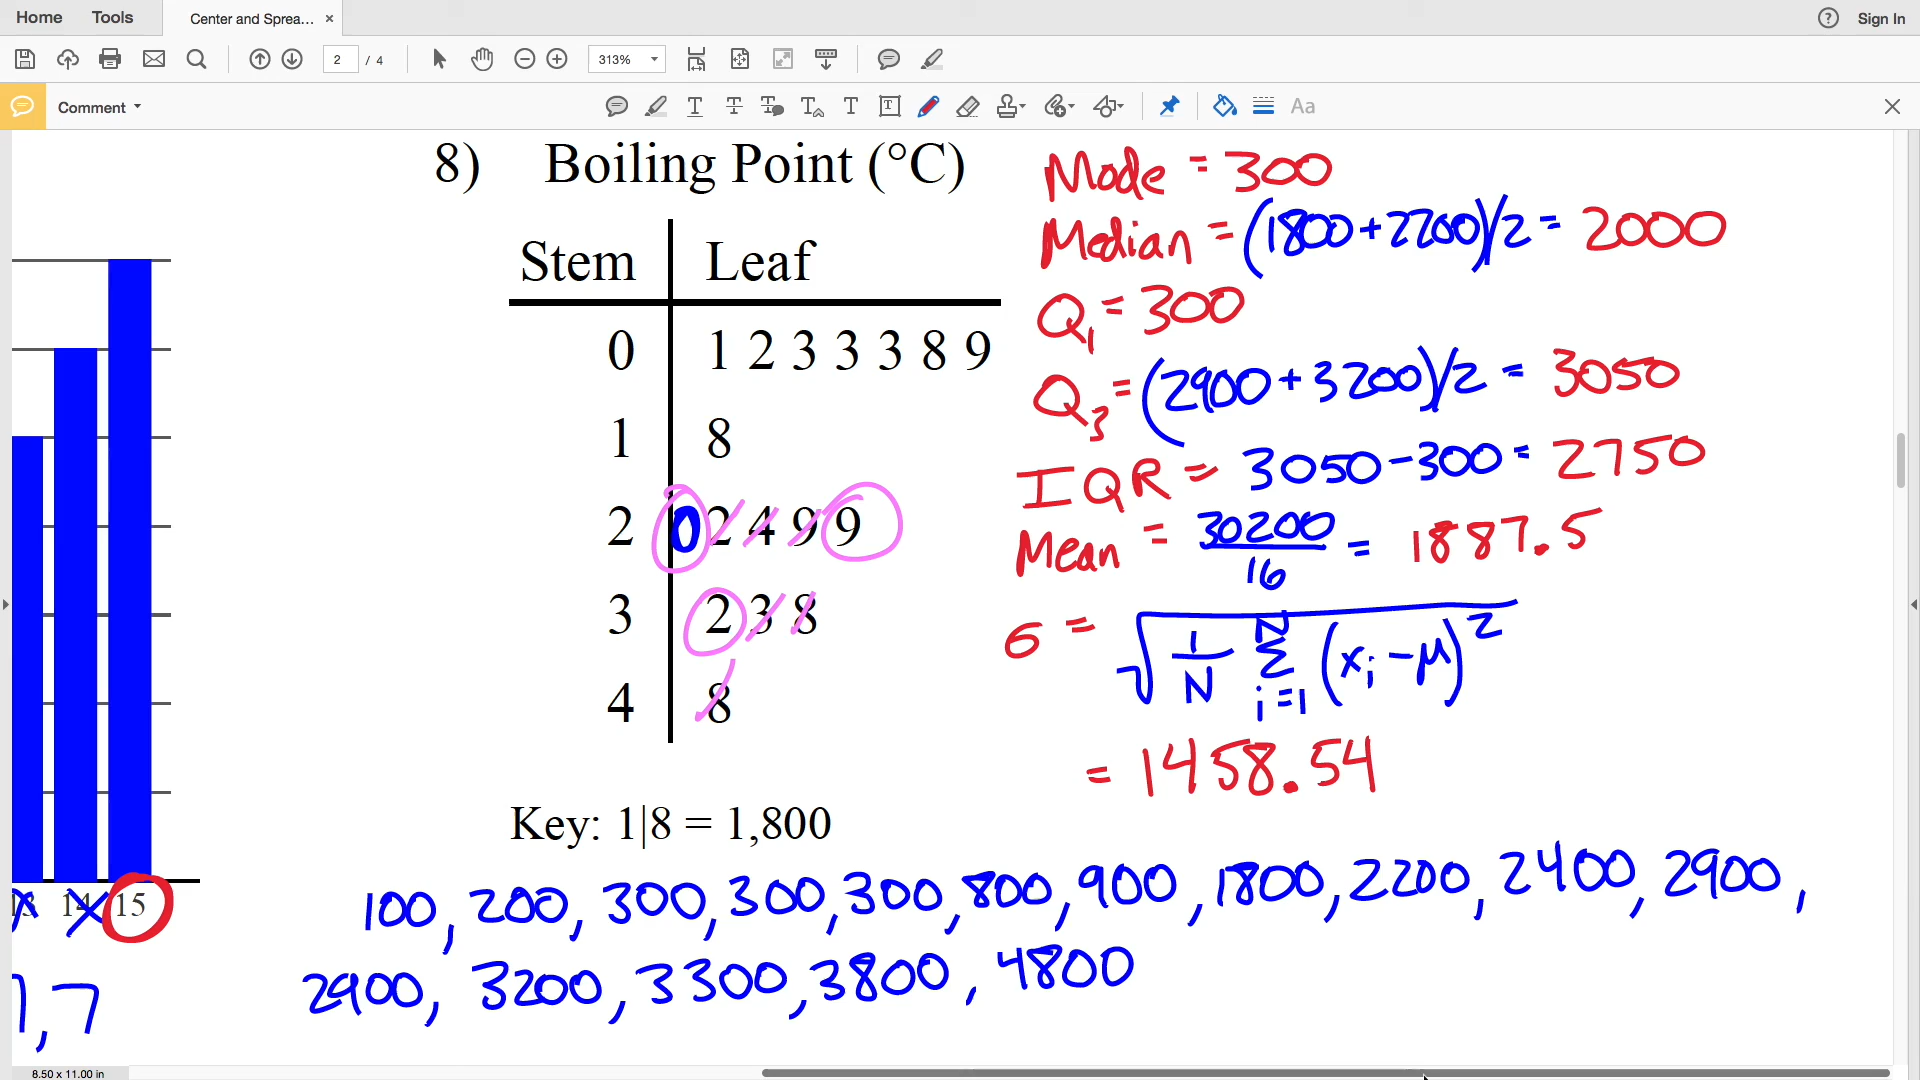 Home Tools Center and Sprea... × Sign In
2 / 4 313%
Comment Aa
8) Boiling Point (°C)
Stem Leaf
0 1 2 3 3 3 8 9
1 8
2 0 2 4 9 9
3 2 3 8
4 8
Key: 1|8 = 1,800
Mode = 300
Median = (1800+2200)/2 = 2000
Q₁ = 300
Q₃ = (2900+3200)/2 = 3050
IQR = 3050-300 = 2750
Mean = 30200/16 = 1887.5
σ = √(1/N Σ_{i=1}^{N} (xᵢ-μ)²)
= 1458.54
13 14 15
1,7
100, 200, 300, 300, 300, 800, 900, 1800, 2200, 2400, 2900,
2900, 3200, 3300, 3800, 4800
8.50 x 11.00 in